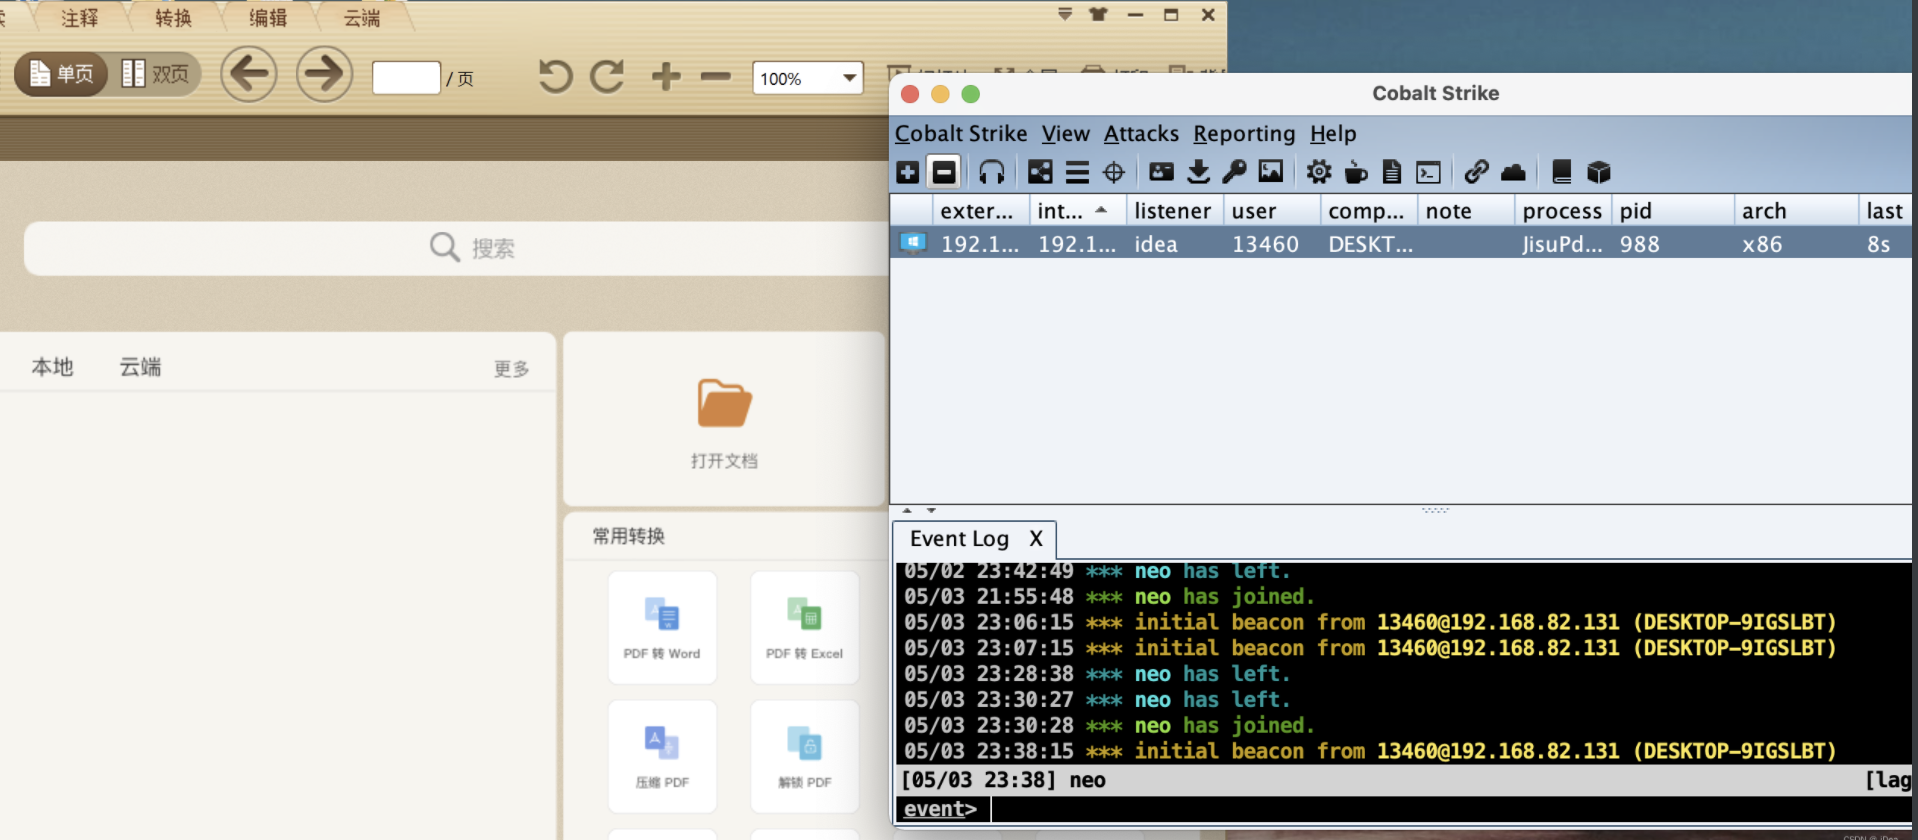 注释 转换 编辑 云端
单页 双页 / 页 100%
搜索
本地 云端 更多
打开文档
常用转换
PDF 转 Word PDF 转 Excel
压缩 PDF 解锁 PDF
Cobalt Strike
Cobalt Strike View Attacks Reporting Help
exter... int... listener user comp... note process pid arch last
192.1... 192.1... idea 13460 DESKT... JisuPd... 988 x86 8s
Event Log X
05/02 23:42:49 *** neo has left.
05/03 21:55:48 *** neo has joined.
05/03 23:06:15 *** initial beacon from 13460@192.168.82.131 (DESKTOP-9IGSLBT)
05/03 23:07:15 *** initial beacon from 13460@192.168.82.131 (DESKTOP-9IGSLBT)
05/03 23:28:38 *** neo has left.
05/03 23:30:27 *** neo has left.
05/03 23:30:28 *** neo has joined.
05/03 23:38:15 *** initial beacon from 13460@192.168.82.131 (DESKTOP-9IGSLBT)
[05/03 23:38] neo [lag
event>